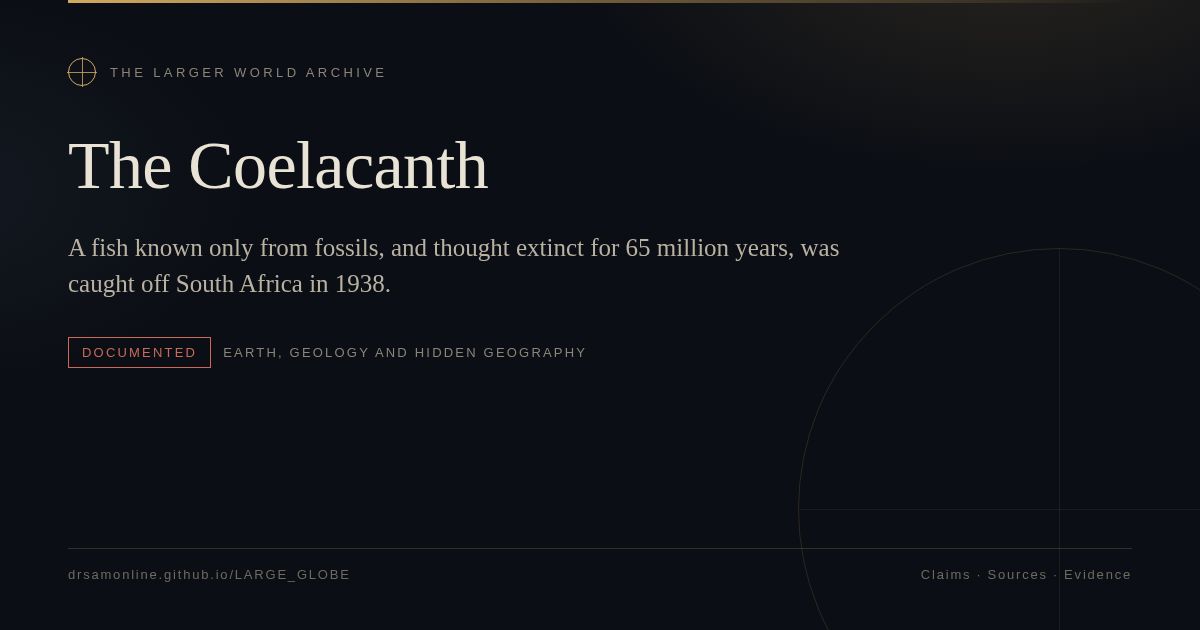 THE LARGER WORLD ARCHIVE
The Coelacanth
A fish known only from fossils, and thought extinct for 65 million years, was
caught off South Africa in 1938.
DOCUMENTED EARTH, GEOLOGY AND HIDDEN GEOGRAPHY
drsamonline.github.io/LARGE_GLOBE Claims · Sources · Evidence